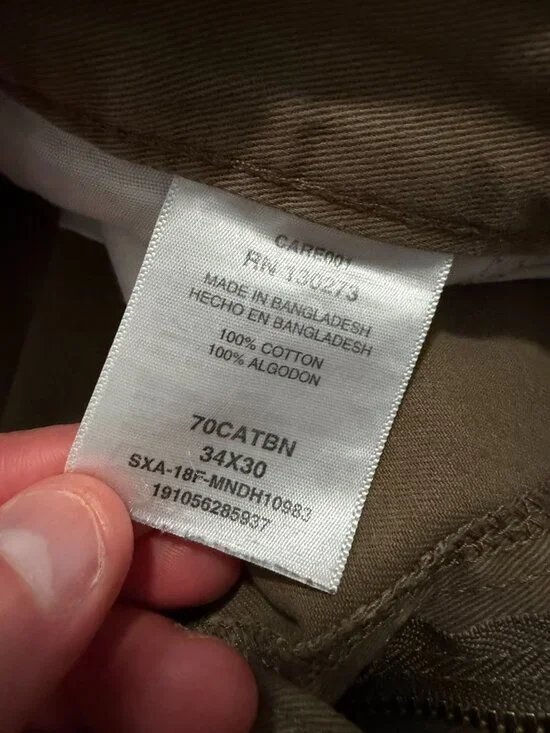 CARE001
RN 130273
MADE IN BANGLADESH
HECHO EN BANGLADESH
100% COTTON
100% ALGODON
70CATBN
34X30
SXA-18F-MNDH10983
191056285937